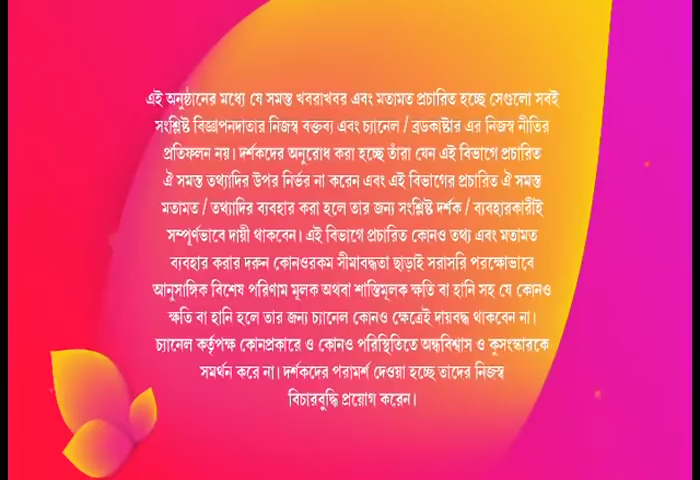 এই অনুষ্ঠানের মধ্যে যে সমস্ত খবরাখবর এবং মতামত প্রচারিত হচ্ছে সেগুলো সবই
সংশ্লিষ্ট বিজ্ঞাপনদাতার নিজস্ব বক্তব্য এবং চ্যানেল / ব্রডকাষ্টার এর নিজস্ব নীতির
প্রতিফলন নয়। দর্শকদের অনুরোধ করা হচ্ছে তাঁরা যেন এই বিভাগে প্রচারিত
ঐ সমস্ত তথ্যাদির উপর নির্ভর না করেন এবং এই বিভাগের প্রচারিত ঐ সমস্ত
মতামত / তথ্যাদির ব্যবহার করা হলে তার জন্য সংশ্লিষ্ট দর্শক / ব্যবহারকারীই
সম্পূর্ণভাবে দায়ী থাকবেন। এই বিভাগে প্রচারিত কোনও তথ্য এবং মতামত
ব্যবহার করার দরুন কোনওরকম সীমাবদ্ধতা ছাড়াই সরাসরি পরক্ষোভাবে
আনুসাঙ্গিক বিশেষ পরিণাম মূলক অথবা শাস্তিমূলক ক্ষতি বা হানি সহ যে কোনও
ক্ষতি বা হানি হলে তার জন্য চ্যানেল কোনও ক্ষেত্রেই দায়বদ্ধ থাকবেন না।
চ্যানেল কর্তৃপক্ষ কোনপ্রকারে ও কোনও পরিস্থিতিতে অন্ধবিশ্বাস ও কুসংস্কারকে
সমর্থন করে না। দর্শকদের পরামর্শ দেওয়া হচ্ছে তাদের নিজস্ব
বিচারবুদ্ধি প্রয়োগ করেন।